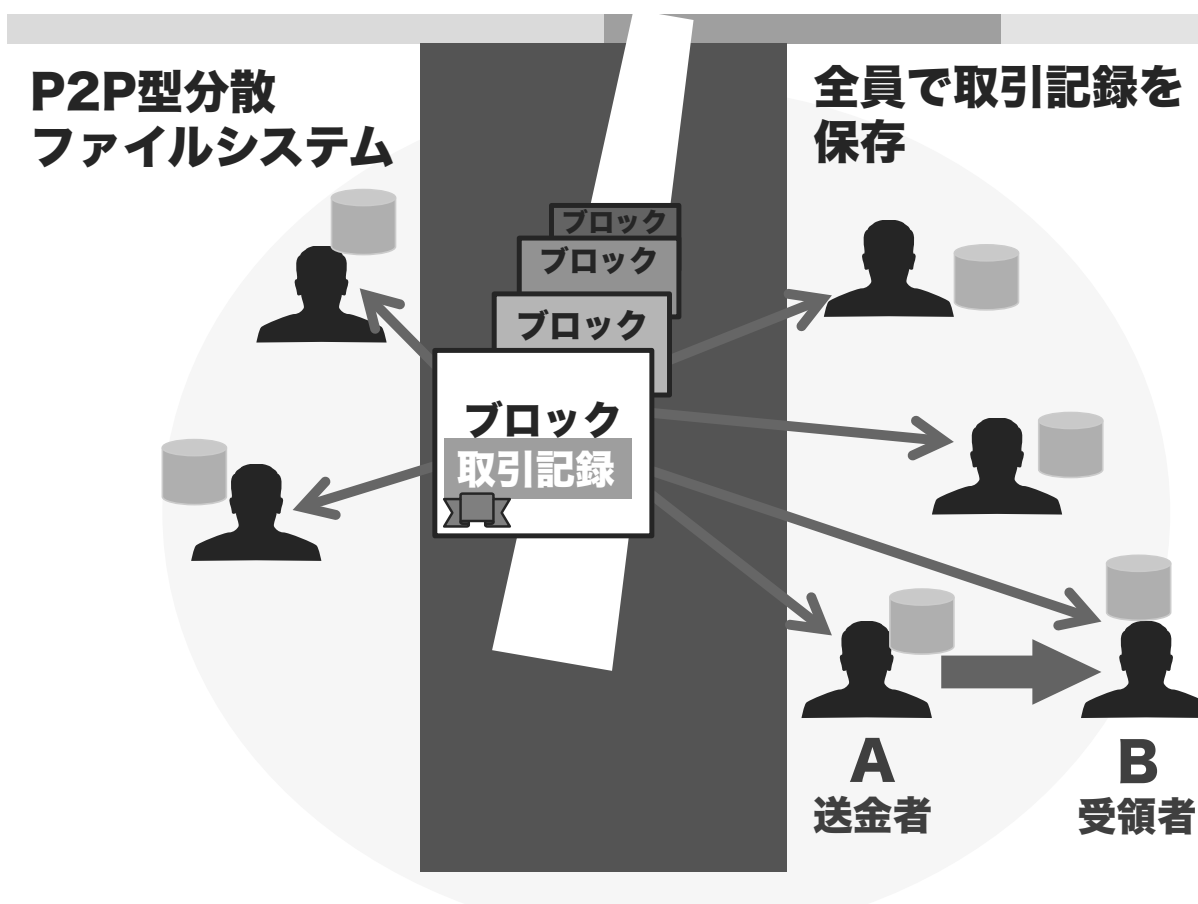 P2P型分散
ファイルシステム
全員で取引記録を
保存
ブロック
ブロック
ブロック
ブロック
取引記録
A
送金者
B
受領者